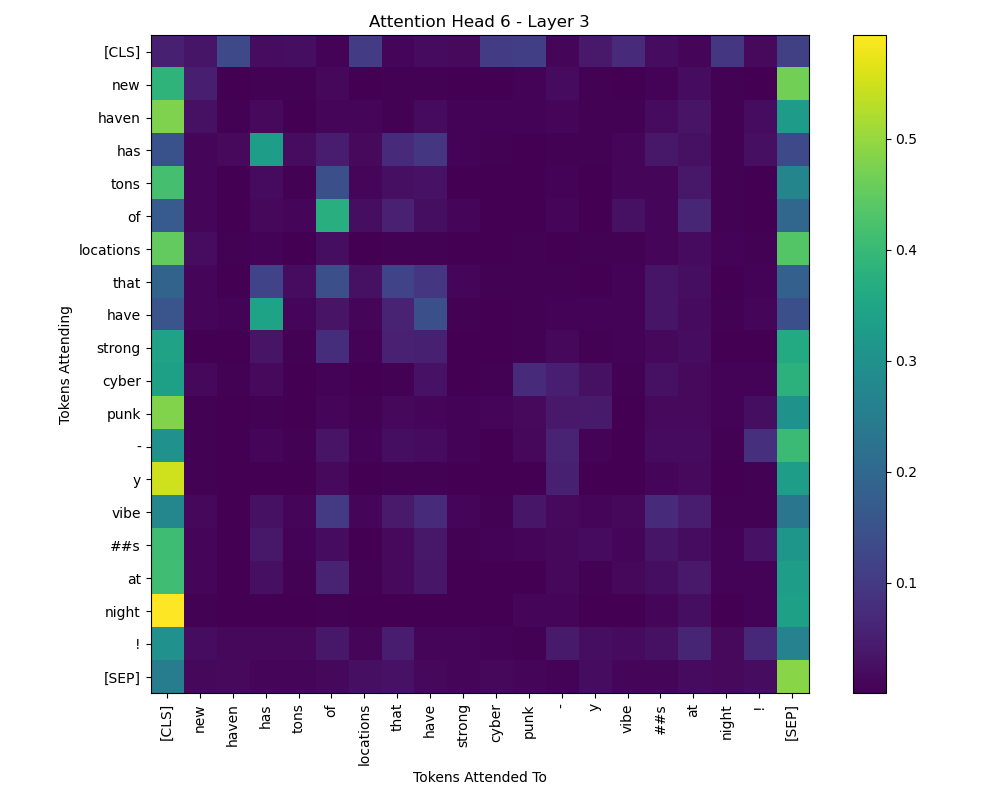 Attention Head 6 - Layer 3
[CLS]
new
haven
has
tons
of
locations
that
have
strong
cyber
punk
-
y
vibe
##s
at
night
!
[SEP]
Tokens Attending
[CLS]
new
haven
has
tons
of
locations
that
have
strong
cyber
punk
-
y
vibe
##s
at
night
!
[SEP]
Tokens Attended To
0.5
0.4
0.3
0.2
0.1